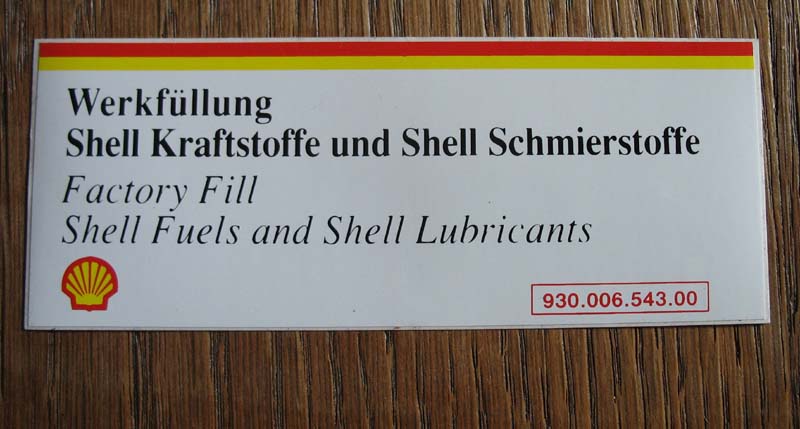 Werkfüllung
Shell Kraftstoffe und Shell Schmierstoffe
Factory Fill
Shell Fuels and Shell Lubricants
930.006.543.00